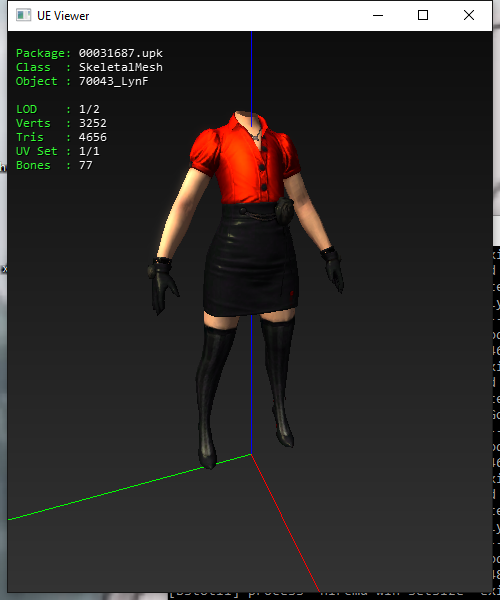 UE Viewer
Package: 00031687.upk
Class : SkeletalMesh
Object : 70043_LynF
LOD : 1/2
Verts : 3252
Tris : 4656
UV Set : 1/1
Bones : 77